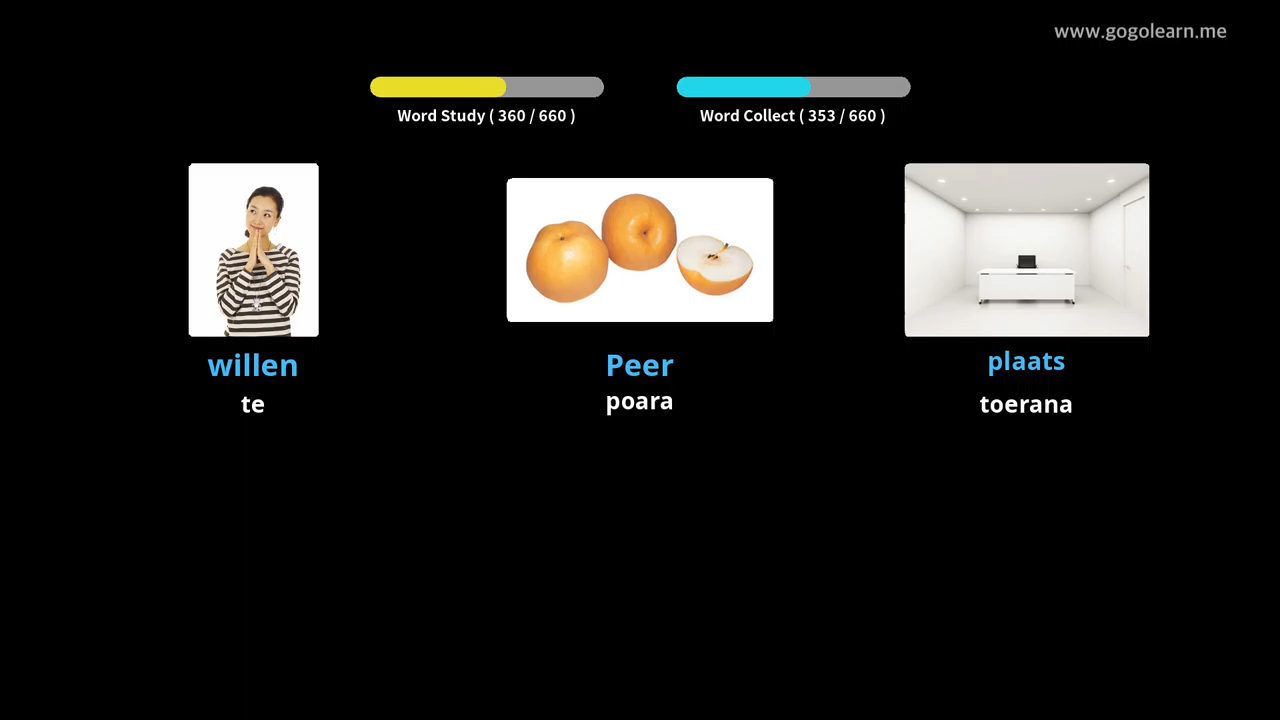 www.gogolearn.me
Word Study ( 360 / 660 )
Word Collect ( 353 / 660 )
willen
te
Peer
poara
plaats
toerana